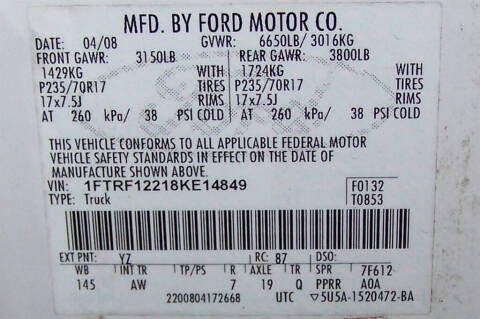 MFD. BY FORD MOTOR CO.
DATE: 04/08 GVWR: 6650LB/ 3016KG
FRONT GAWR: 3150LB REAR GAWR: 3800LB
1429KG WITH 1724KG WITH
P235/70R17 TIRES P235/70R17 TIRES
17x7.5J RIMS 17x7.5J RIMS
AT 260 kPa/ 38 PSI COLD AT 260 kPa/ 38 PSI COLD
THIS VEHICLE CONFORMS TO ALL APPLICABLE FEDERAL MOTOR
VEHICLE SAFETY STANDARDS IN EFFECT ON THE DATE OF
MANUFACTURE SHOWN ABOVE.
VIN: 1FTRF12218KE14849 F0132
TYPE: Truck T0853
EXT PNT: YZ RC: 87 DSO:
WB INT TR TP/PS R AXLE TR SPR 7F612
145 AW 7 19 Q PPRR A0A
2200804172668 UTC ▽5U5A-1520472-BA